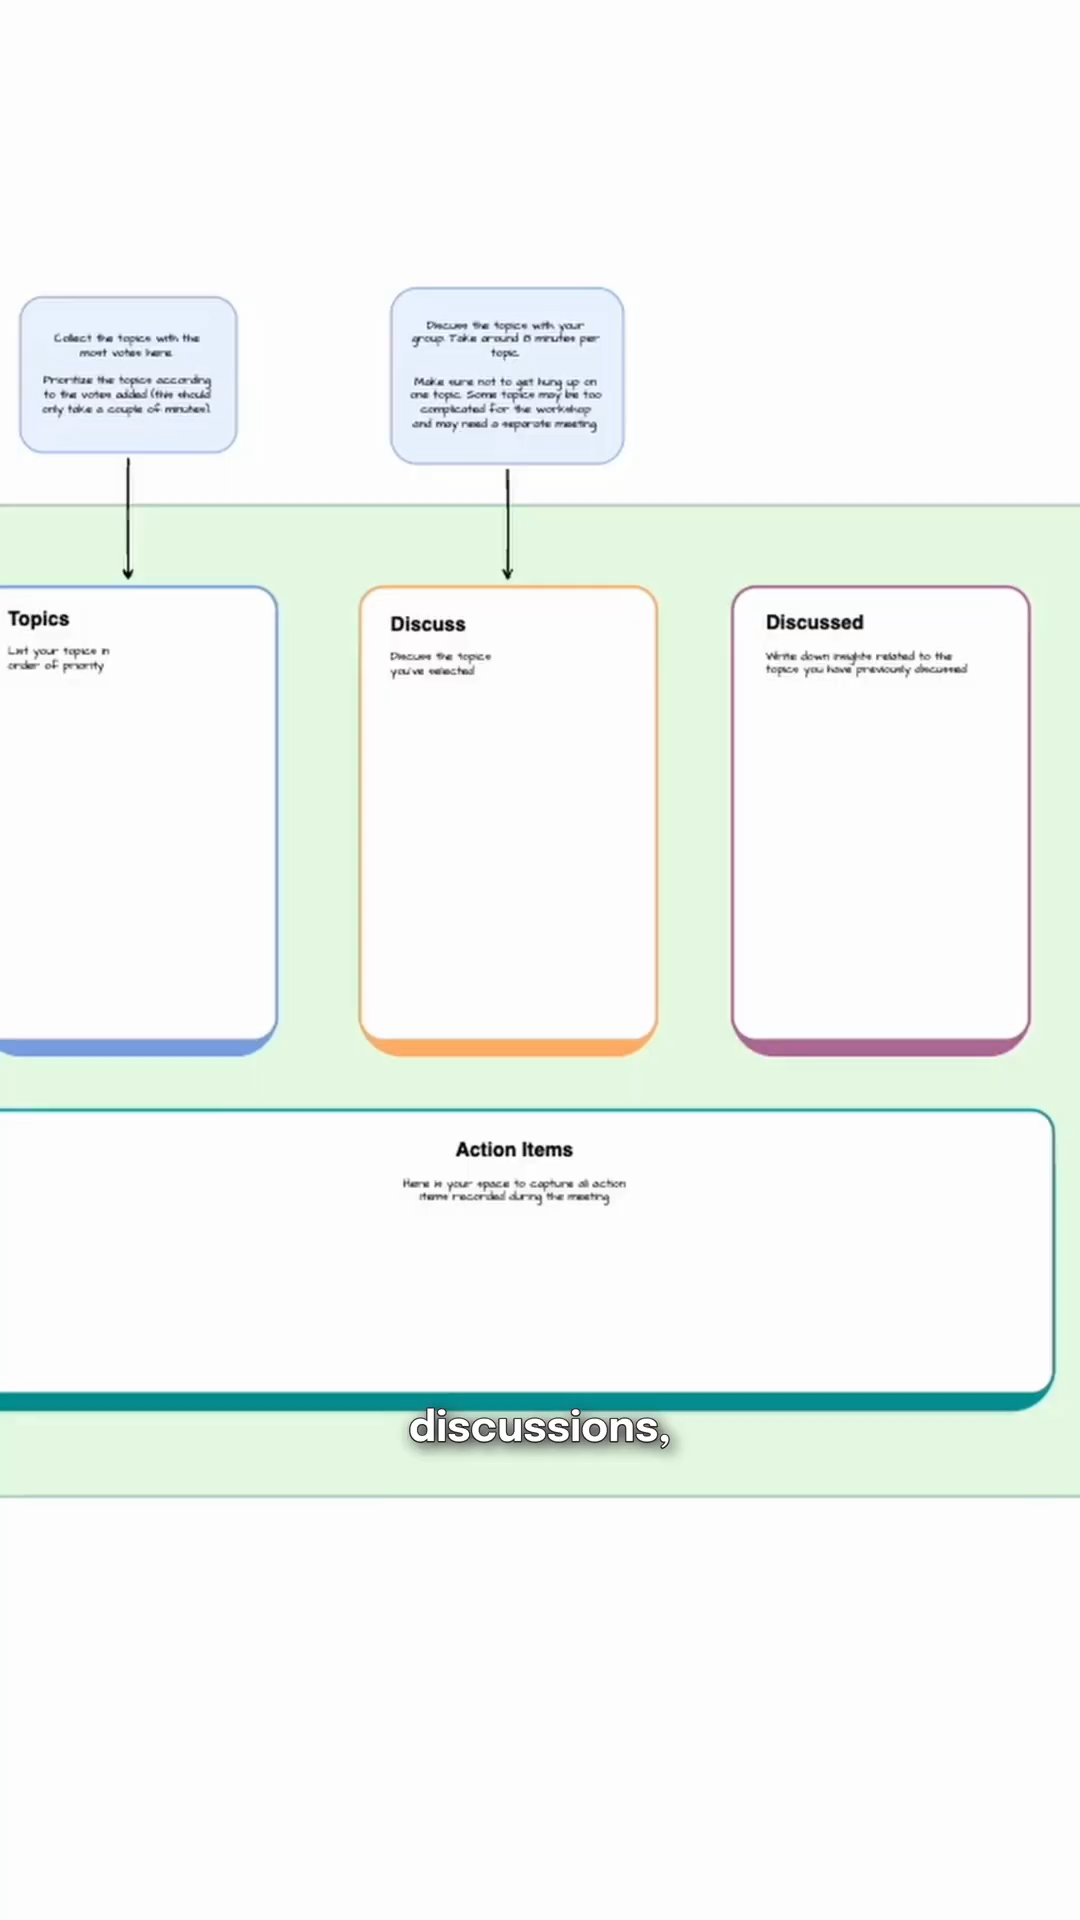 Collect the topics with the
most votes here.
Prioritize the topics according
to the votes added (this should
only take a couple of minutes).
Discuss the topics with your
group. Take around 8 minutes per
topic.
Make sure not to get hung up on
one topic. Some topics may be too
complicated for the workshop
and may need a separate meeting
Topics
List your topics in
order of priority
Discuss
Discuss the topics
you've selected
Discussed
Write down insights related to the
topics you have previously discussed
Action Items
Here is your space to capture all action
items recorded during the meeting
discussions,